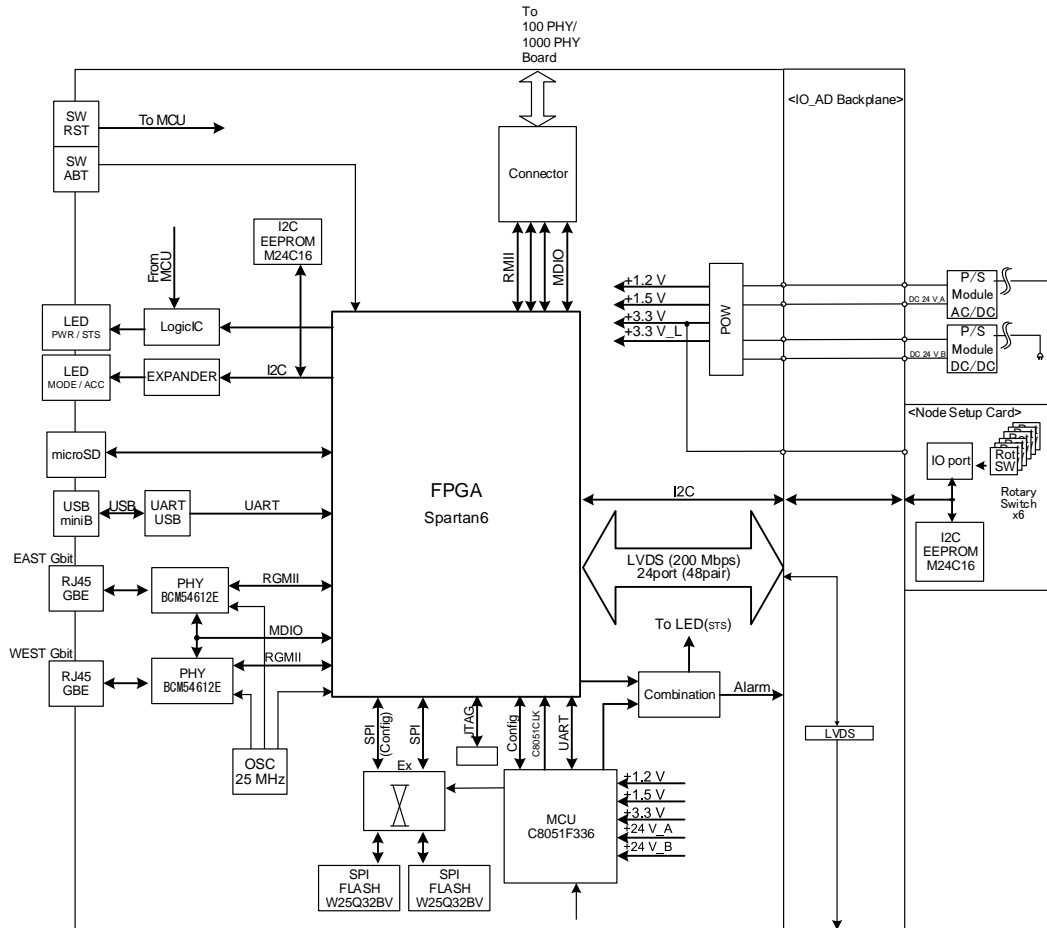 To
100 PHY/
1000 PHY
Board
<IO_AD Backplane>
SW
RST
To MCU
SW
ABT
Connector
I2C
EEPROM
M24C16
From
MCU
RMII
MDIO
+1.2 V
+1.5 V
+3.3 V
+3.3 V_L
POW
DC 24 V_A
P/S
Module
AC/DC
DC 24 V_B
P/S
Module
DC/DC
LED
PWR / STS
LogicIC
LED
MODE / ACC
EXPANDER
I2C
<Node Setup Card>
microSD
IO port
Rot
SW
Rotary
Switch
x6
FPGA
Spartan6
I2C
USB
miniB
USB
UART
USB
UART
I2C
EEPROM
M24C16
LVDS (200 Mbps)
24port (48pair)
EAST Gbit
RJ45
GBE
PHY
BCM54612E
RGMII
MDIO
To LED(STS)
WEST Gbit
RJ45
GBE
PHY
BCM54612E
RGMII
Combination
Alarm
LVDS
OSC
25 MHz
SPI
(Config)
SPI
JTAG
Config
C8051CLK
UART
Ex
MCU
C8051F336
+1.2 V
+1.5 V
+3.3 V
+24 V_A
+24 V_B
SPI
FLASH
W25Q32BV
SPI
FLASH
W25Q32BV